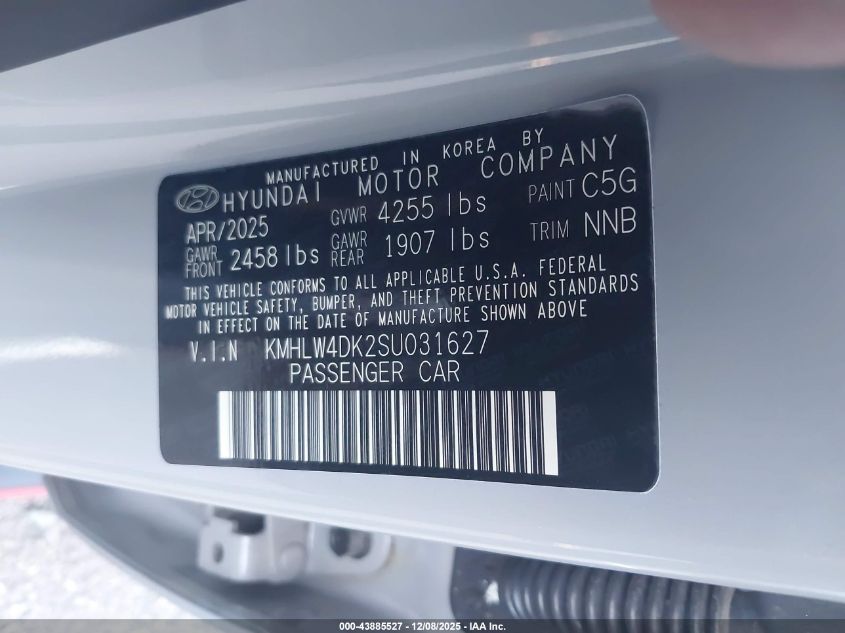 MANUFACTURED IN KOREA BY
HYUNDAI MOTOR COMPANY
APR/2025 GVWR 4255 lbs PAINT C5G
GAWR FRONT 2458 lbs GAWR REAR 1907 lbs TRIM NNB
THIS VEHICLE CONFORMS TO ALL APPLICABLE U.S.A. FEDERAL
MOTOR VEHICLE SAFETY, BUMPER, AND THEFT PREVENTION STANDARDS
IN EFFECT ON THE DATE OF MANUFACTURE SHOWN ABOVE
V.I.N KMHLW4DK2SU031627
PASSENGER CAR
000-43885527 - 12/08/2025 - IAA Inc.